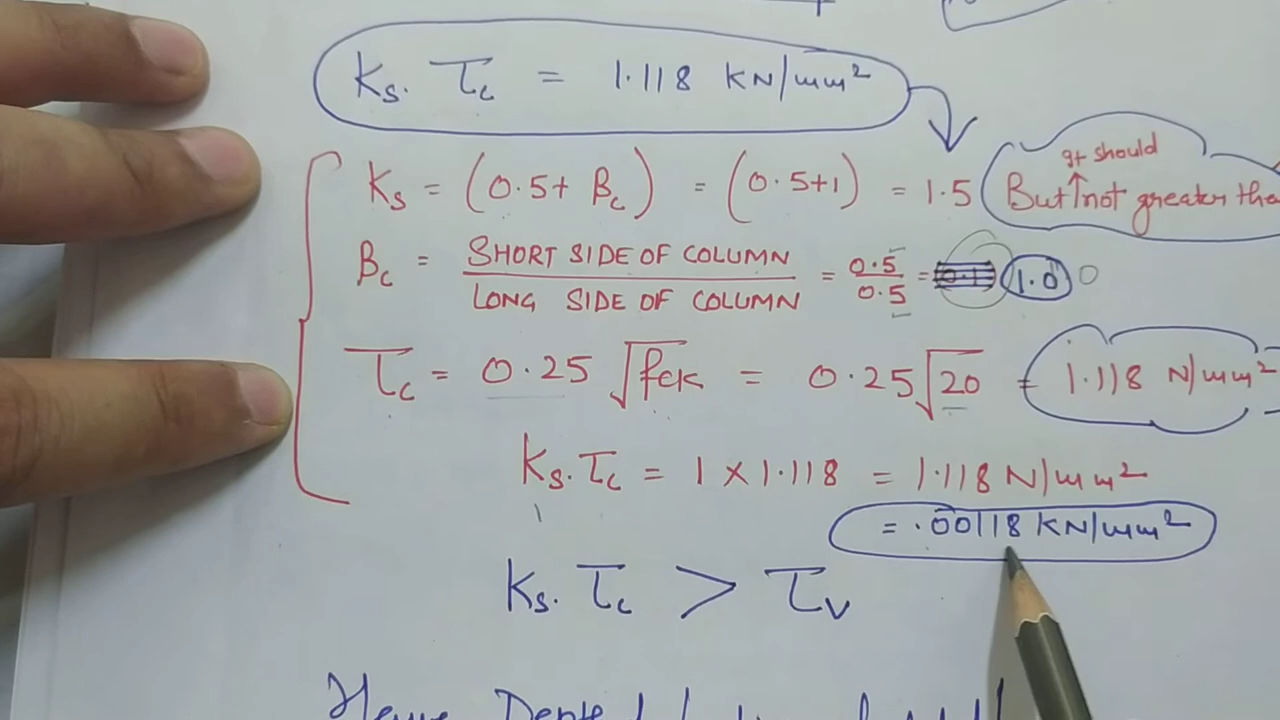 Ks. τc = 1.118 KN/mm²
Ks = (0.5+ βc) = (0.5+1) = 1.5 (But it should not greater tha
βc = SHORT SIDE OF COLUMN / LONG SIDE OF COLUMN = 0.5/0.5 = 1.0
τc = 0.25 √fck = 0.25√20 = 1.118 N/mm²
Ks.τc = 1 × 1.118 = 1.118 N/mm²
= .00118 KN/mm²
Ks. τc > τv